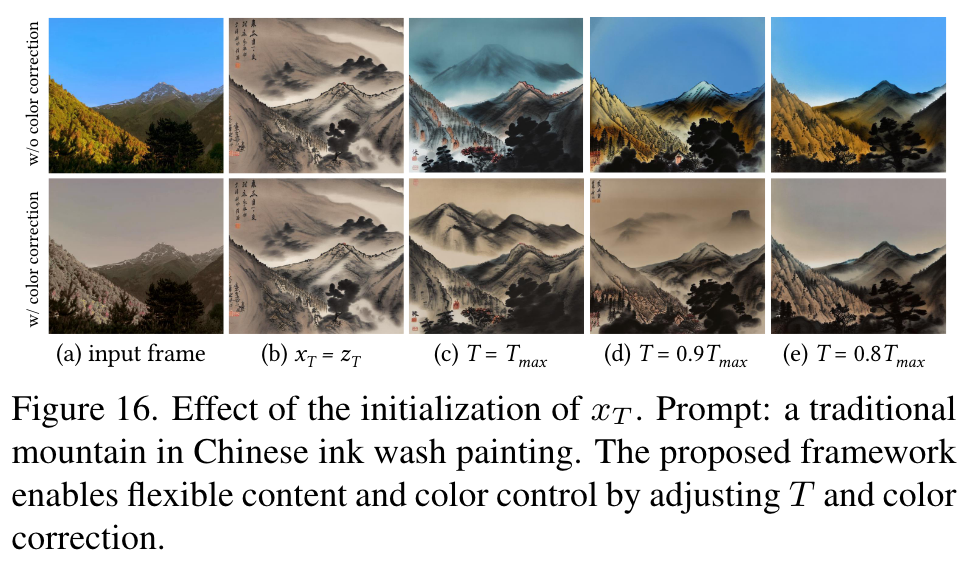 w/o color correction
w/ color correction
(a) input frame
(b) x_T = z_T
(c) T = T_max
(d) T = 0.9T_max
(e) T = 0.8T_max
Figure 16. Effect of the initialization of x_T. Prompt: a traditional
mountain in Chinese ink wash painting. The proposed framework
enables flexible content and color control by adjusting T and color
correction.